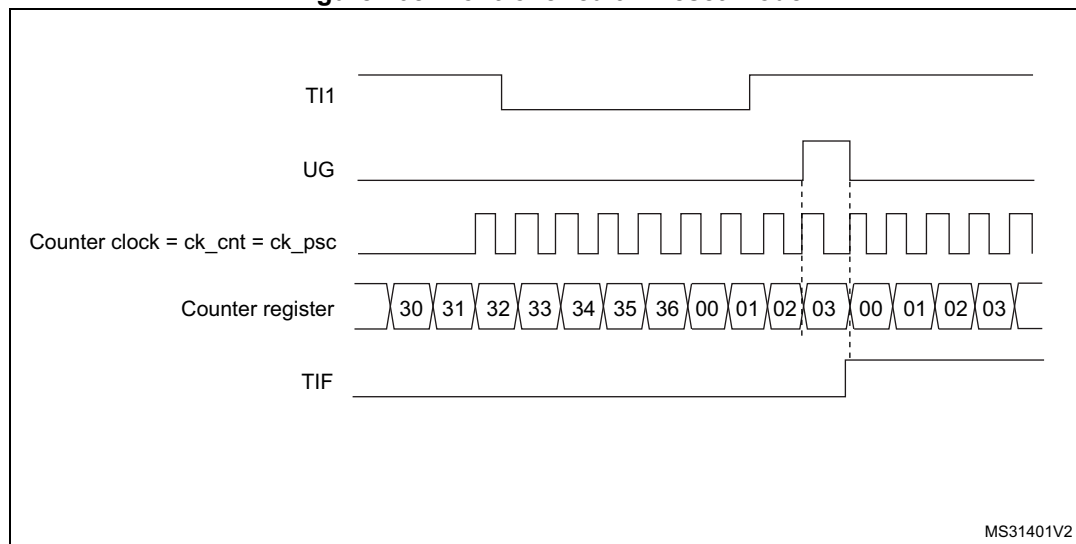 TI1
UG
Counter clock = ck_cnt = ck_psc
Counter register 30 31 32 33 34 35 36 00 01 02 03 00 01 02 03
TIF
MS31401V2